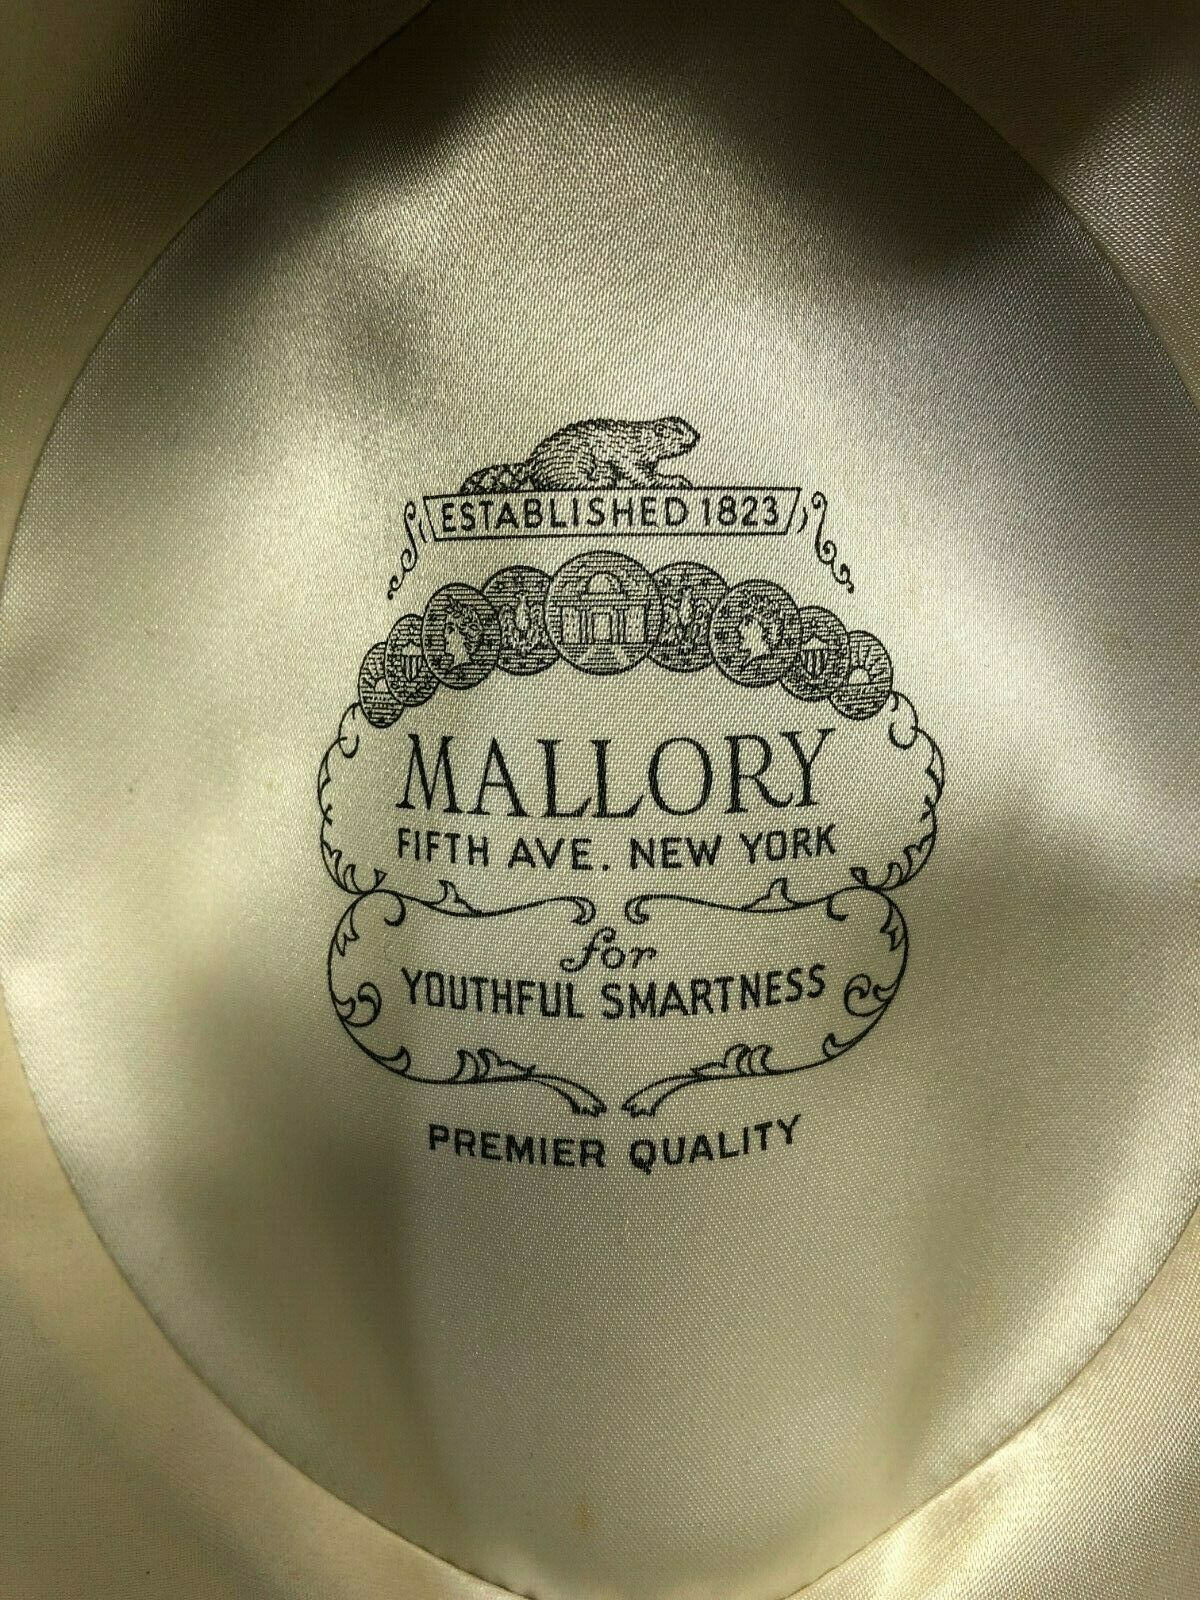 ESTABLISHED 1823
MALLORY
FIFTH AVE. NEW YORK
for
YOUTHFUL SMARTNESS
PREMIER QUALITY